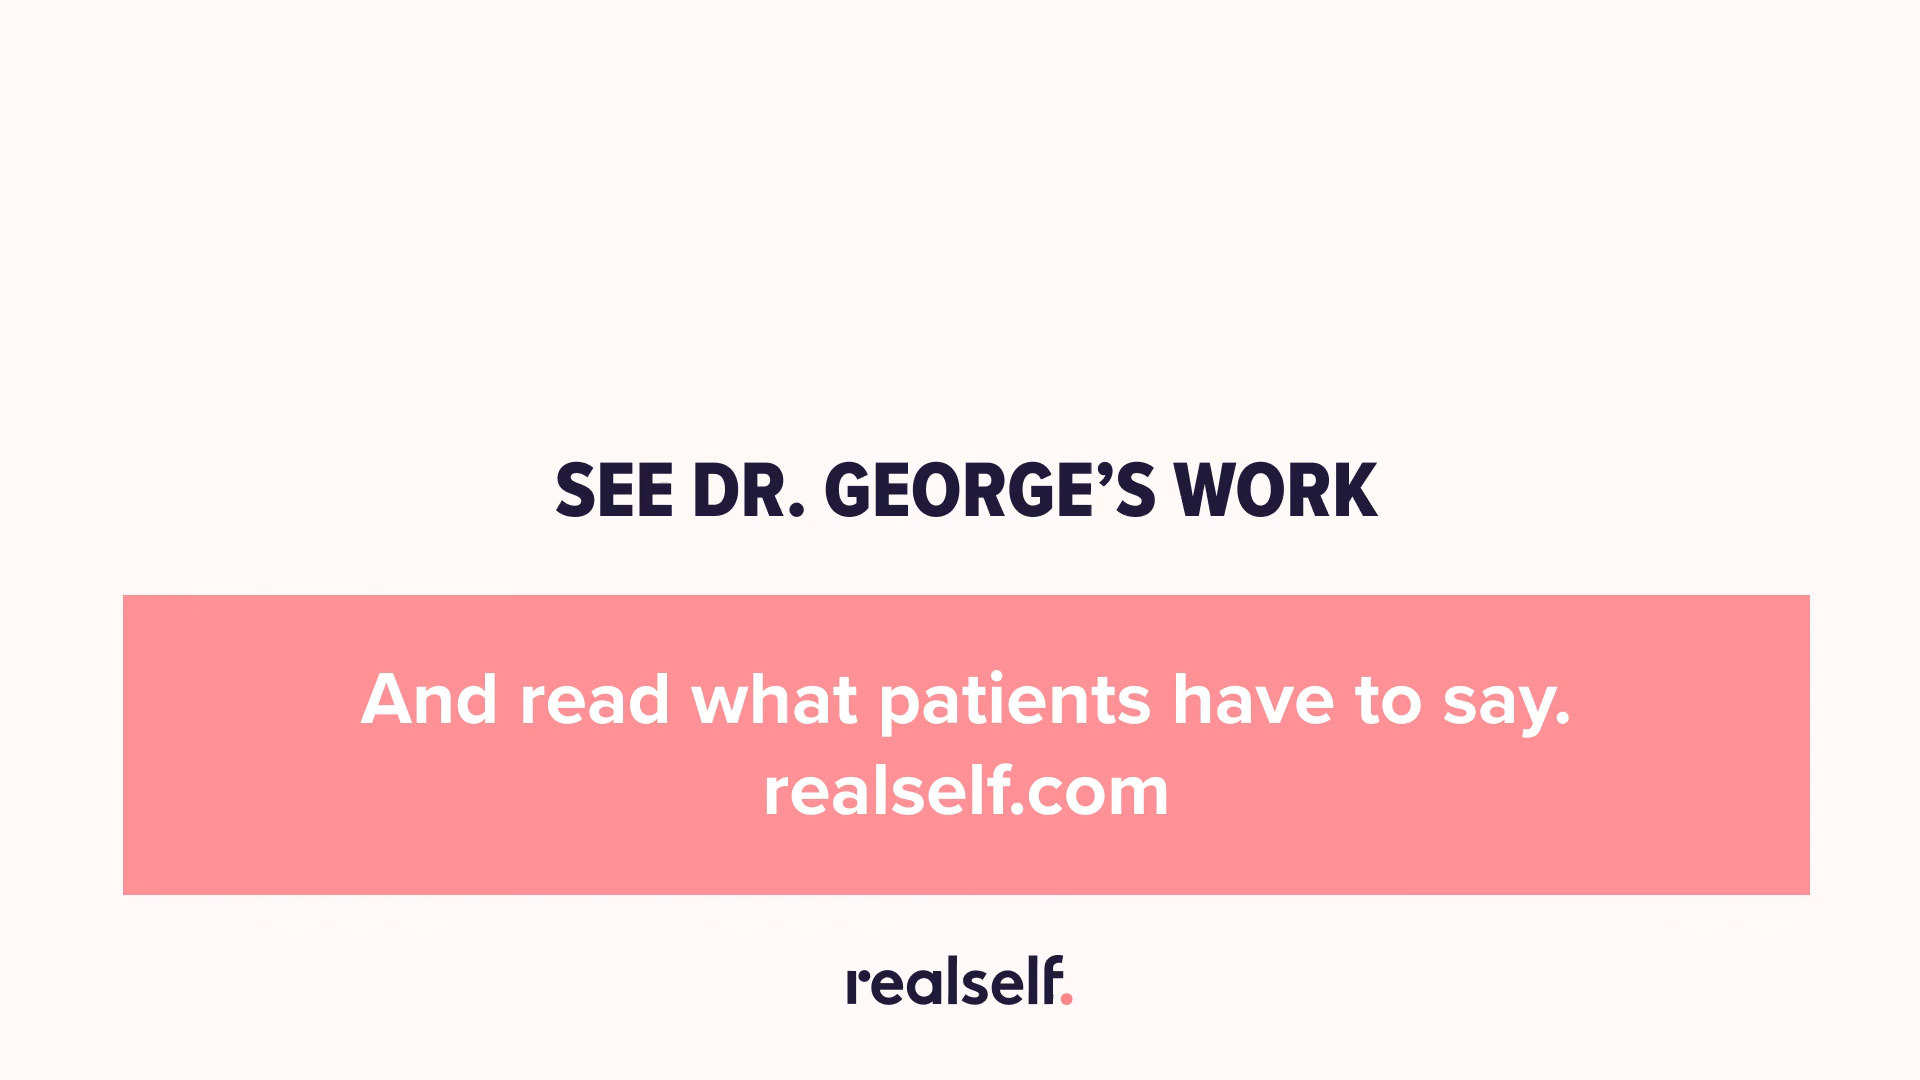 SEE DR. GEORGE’S WORK
And read what patients have to say.
realself.com
realself.